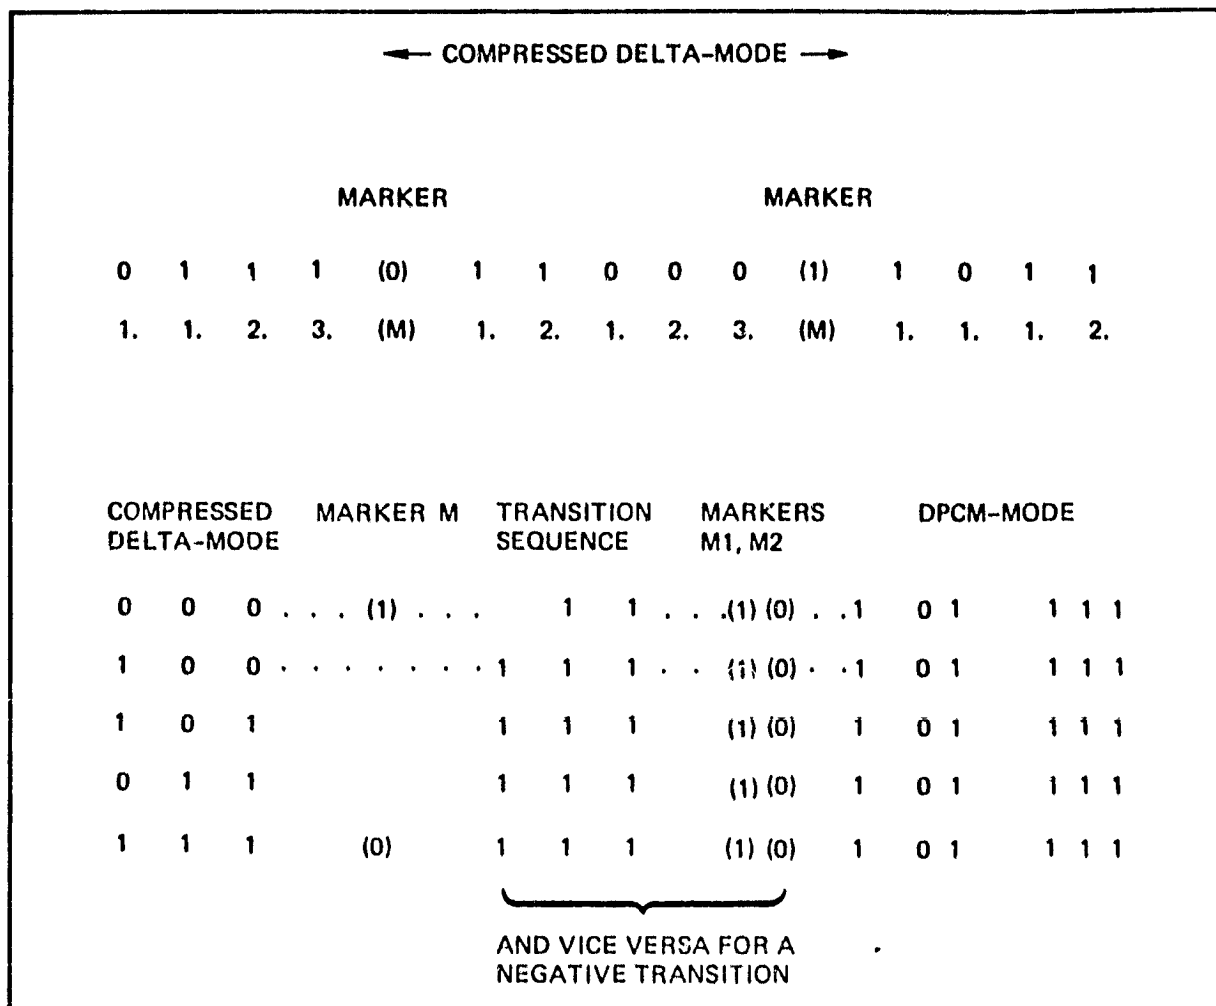 ← COMPRESSED DELTA-MODE →
MARKER MARKER
0 1 1 1 (0) 1 1 0 0 0 (1) 1 0 1 1
1. 1. 2. 3. (M) 1. 2. 1. 2. 3. (M) 1. 1. 1. 2.
COMPRESSED MARKER M TRANSITION MARKERS DPCM-MODE
DELTA-MODE SEQUENCE M1, M2
0 0 0 . . . (1) . . . 1 1 . . .(1) (0) . . 1 0 1 1 1 1
1 0 0 . . . . . . . 1 1 1 . . (1) (0) . . 1 0 1 1 1 1
1 0 1 1 1 1 (1) (0) 1 0 1 1 1 1
0 1 1 1 1 1 (1) (0) 1 0 1 1 1 1
1 1 1 (0) 1 1 1 (1) (0) 1 0 1 1 1 1
AND VICE VERSA FOR A
NEGATIVE TRANSITION